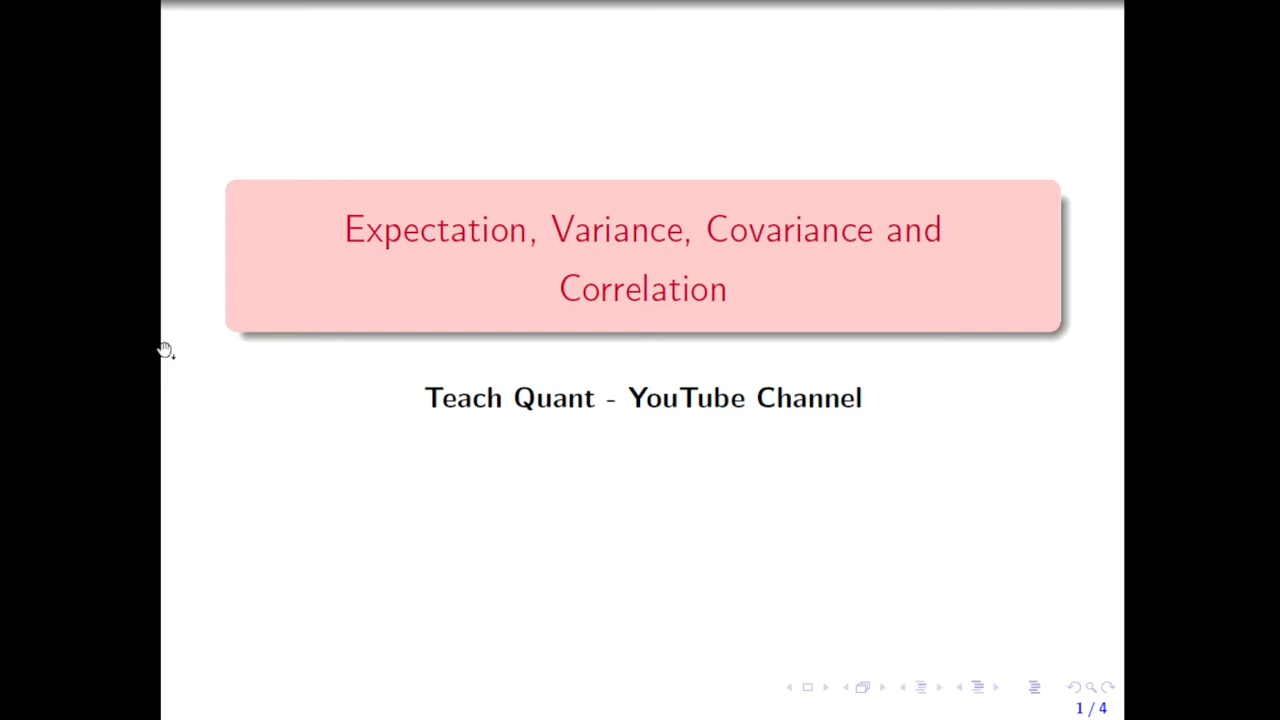 Expectation, Variance, Covariance and
Correlation
Teach Quant - YouTube Channel
1 / 4